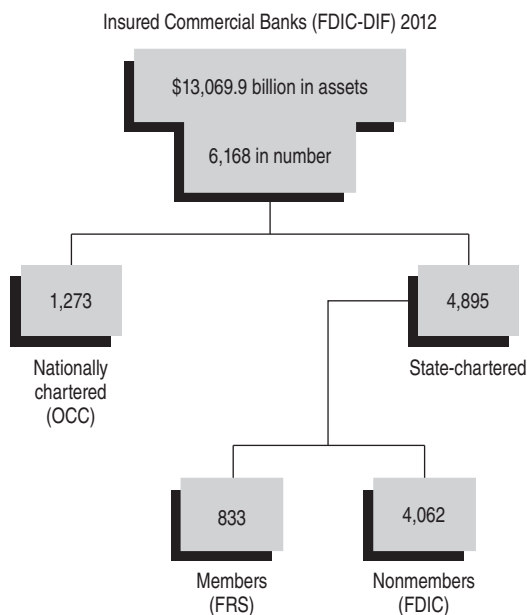 Insured Commercial Banks (FDIC-DIF) 2012
$13,069.9 billion in assets
6,168 in number
1,273
4,895
Nationally
chartered
(OCC)
State-chartered
833
4,062
Members
(FRS)
Nonmembers
(FDIC)